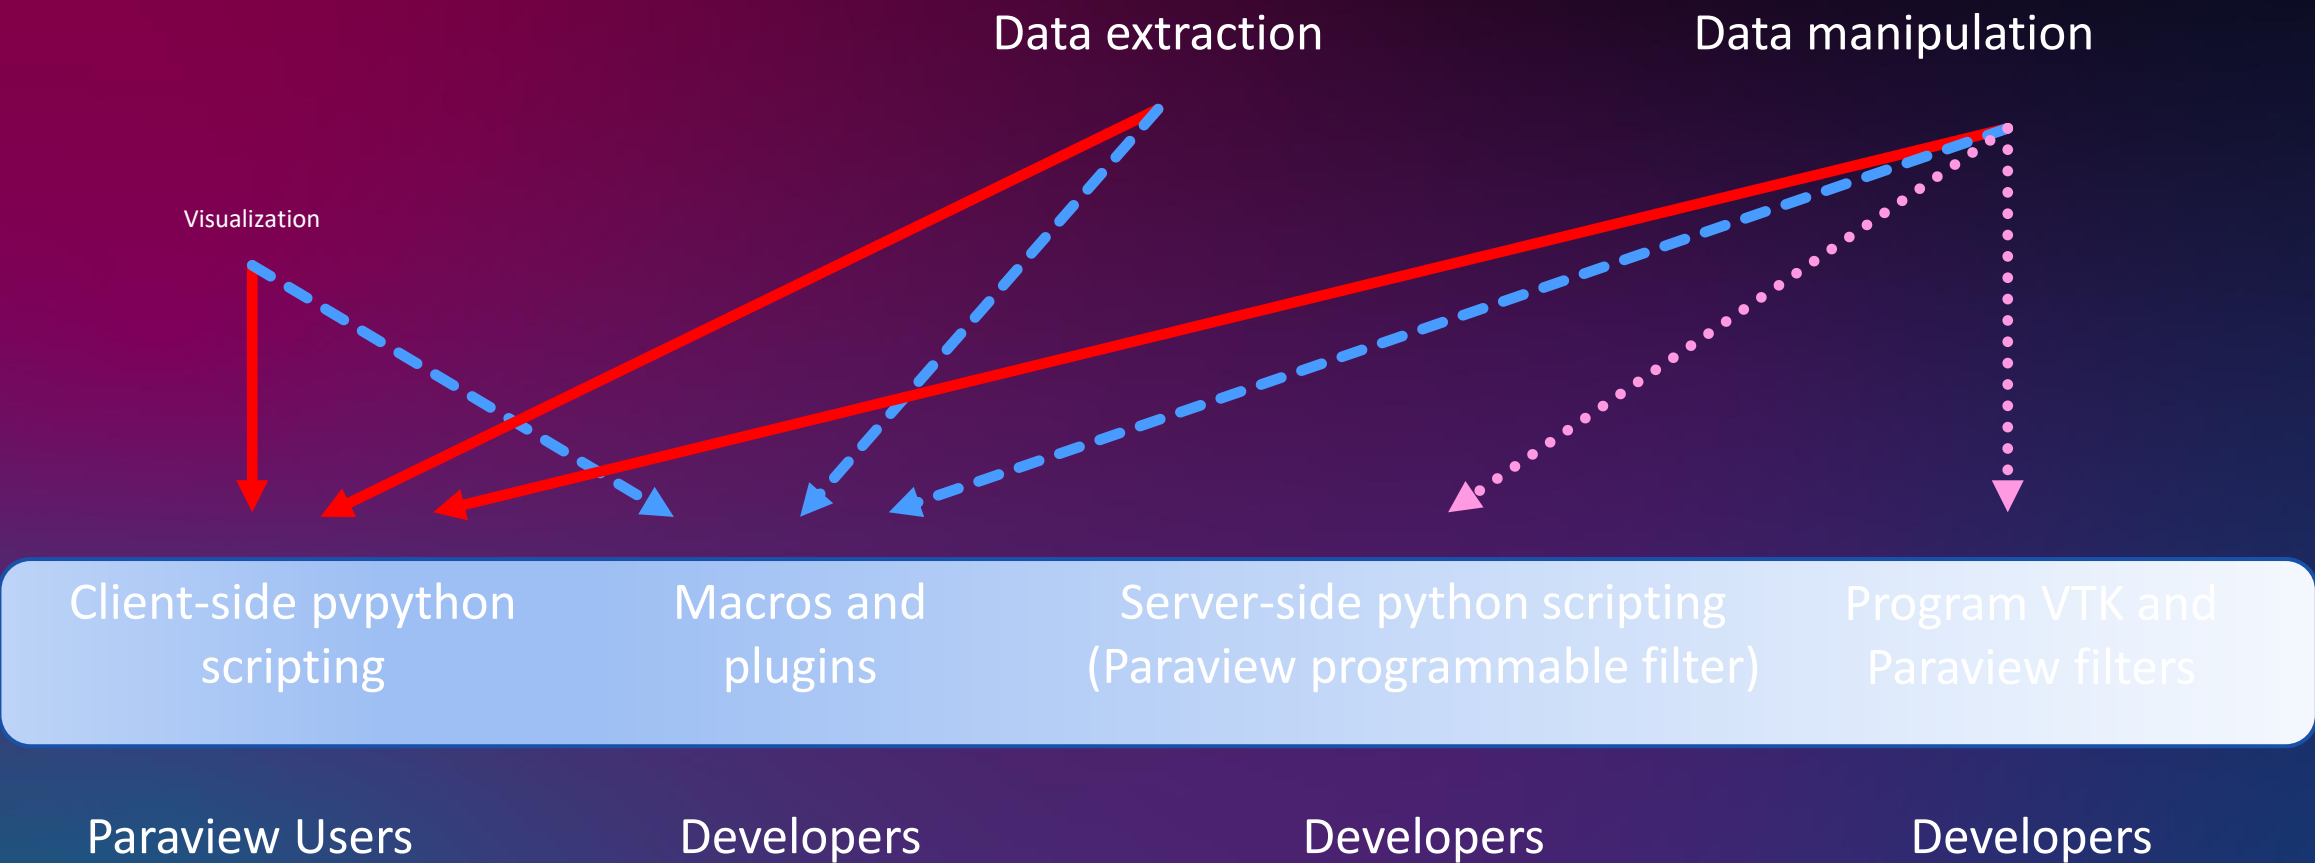 Data extraction
Data manipulation
Visualization
Client-side pvpython
scripting
Macros and
plugins
Server-side python scripting
(Paraview programmable filter)
Program VTK and
Paraview filters
Paraview Users
Developers
Developers
Developers